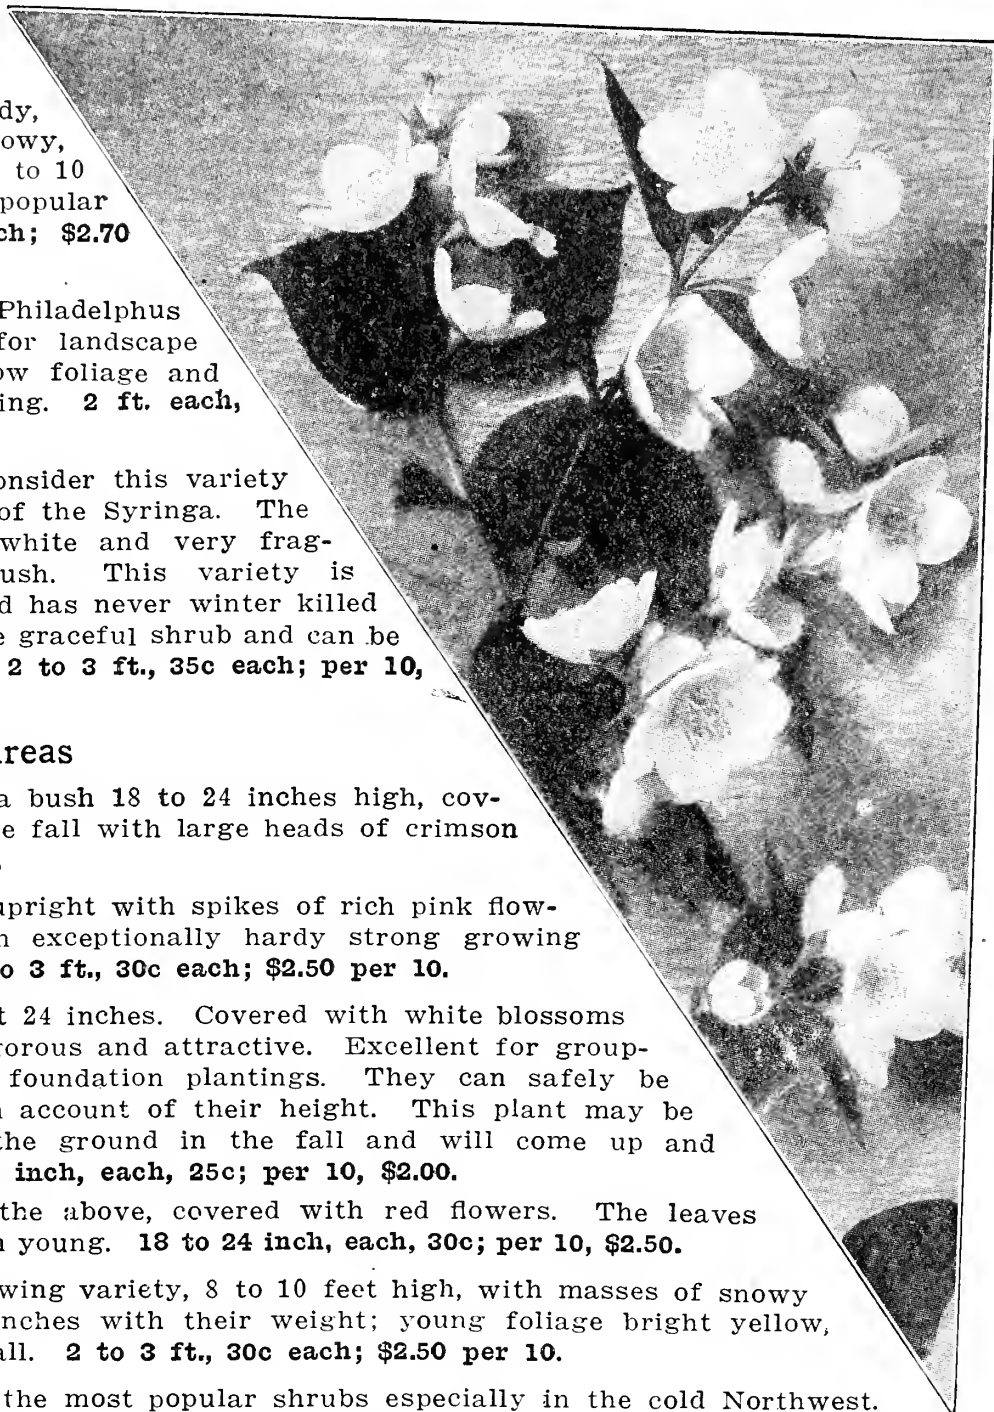 dy,
owy,
to 10
popular
ch; $2.70
Philadelphus
for landscape
ow foliage and
ing. 2 ft. each,
onsider this variety
of the Syringa. The
white and very frag-
ush. This variety is
d has never winter killed
e graceful shrub and can be
2 to 3 ft., 35c each; per 10,
ireas
a bush 18 to 24 inches high, cov-
e fall with large heads of crimson
upright with spikes of rich pink flow-
n exceptionally hardy strong growing
o 3 ft., 30c each; $2.50 per 10.
t 24 inches. Covered with white blossoms
orous and attractive. Excellent for group-
foundation plantings. They can safely be
n account of their height. This plant may be
the ground in the fall and will come up and
inch, each, 25c; per 10, $2.00.
the above, covered with red flowers. The leaves
n young. 18 to 24 inch, each, 30c; per 10, $2.50.
wing variety, 8 to 10 feet high, with masses of snowy
nches with their weight; young foliage bright yellow,
all. 2 to 3 ft., 30c each; $2.50 per 10.
the most popular shrubs especially in the cold Northwest.